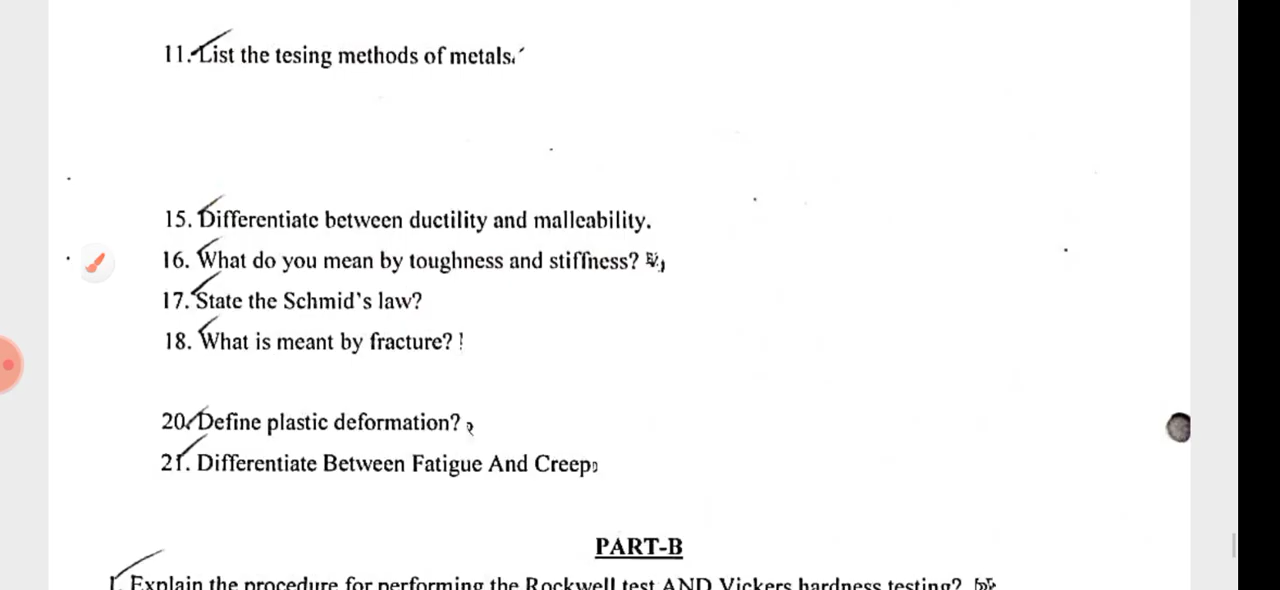 11. List the tesing methods of metals.
15. Differentiate between ductility and malleability.
16. What do you mean by toughness and stiffness?
17. State the Schmid's law?
18. What is meant by fracture? !
20. Define plastic deformation?
21. Differentiate Between Fatigue And Creep
PART-B
1. Explain the procedure for performing the Rockwell test AND Vickers hardness testing?